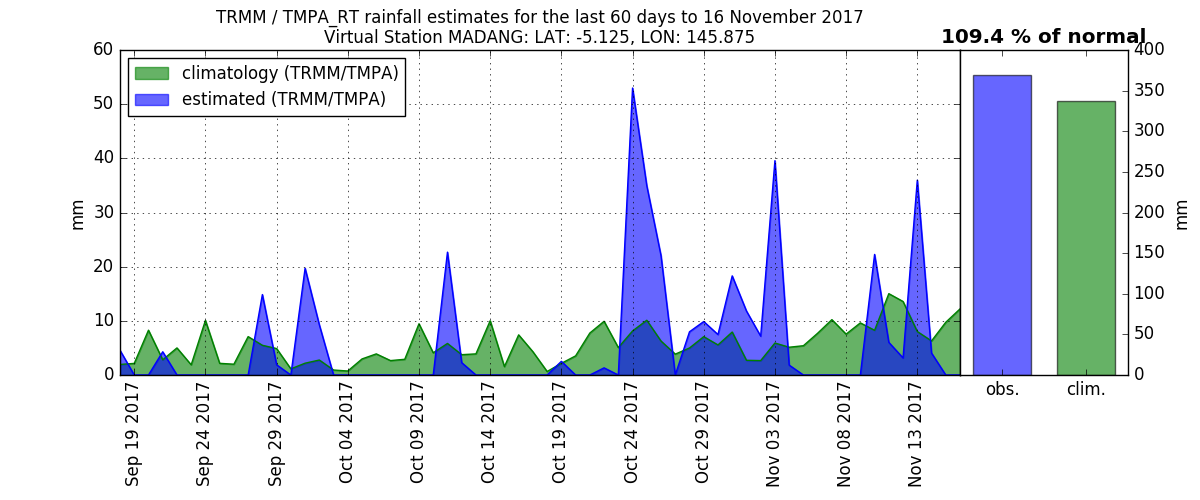 TRMM / TMPA_RT rainfall estimates for the last 60 days to 16 November 2017
Virtual Station MADANG: LAT: -5.125, LON: 145.875
109.4 % of normal
climatology (TRMM/TMPA)
estimated (TRMM/TMPA)
60
50
40
30
20
10
0
mm
Sep 19 2017
Sep 24 2017
Sep 29 2017
Oct 04 2017
Oct 09 2017
Oct 14 2017
Oct 19 2017
Oct 24 2017
Oct 29 2017
Nov 03 2017
Nov 08 2017
Nov 13 2017
obs.
clim.
400
350
300
250
200
150
100
50
0
mm